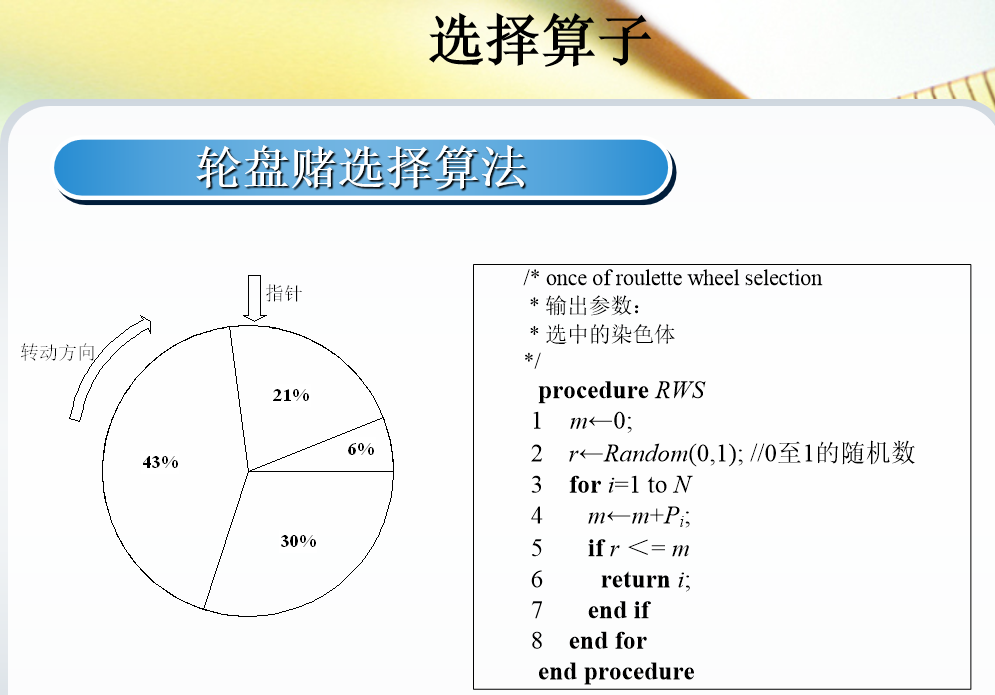 选择算子
轮盘赌选择算法
指针
转动方向
21%
6%
43%
30%
/* once of roulette wheel selection
* 输出参数：
* 选中的染色体
*/
procedure RWS
1 m←0;
2 r←Random(0,1); //0至1的随机数
3 for i=1 to N
4 m←m+Pi;
5 if r ＜= m
6 return i;
7 end if
8 end for
end procedure